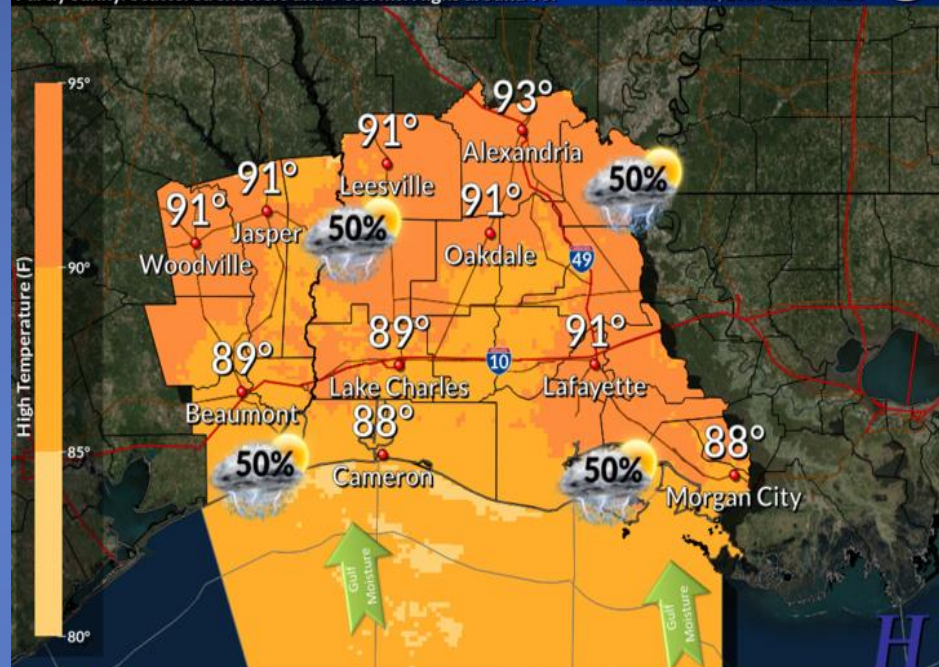 95°
93°
Alexandria
91°
Leesville
91°
Jasper
91°
Woodville
91°
Oakdale
50%
50%
49
90°
High Temperature (F)
89°
Beaumont
89°
Lake Charles
10
91°
Lafayette
88°
Cameron
88°
Morgan City
50%
50%
85°
Gulf
Moisture
Gulf
Moisture
80°
H